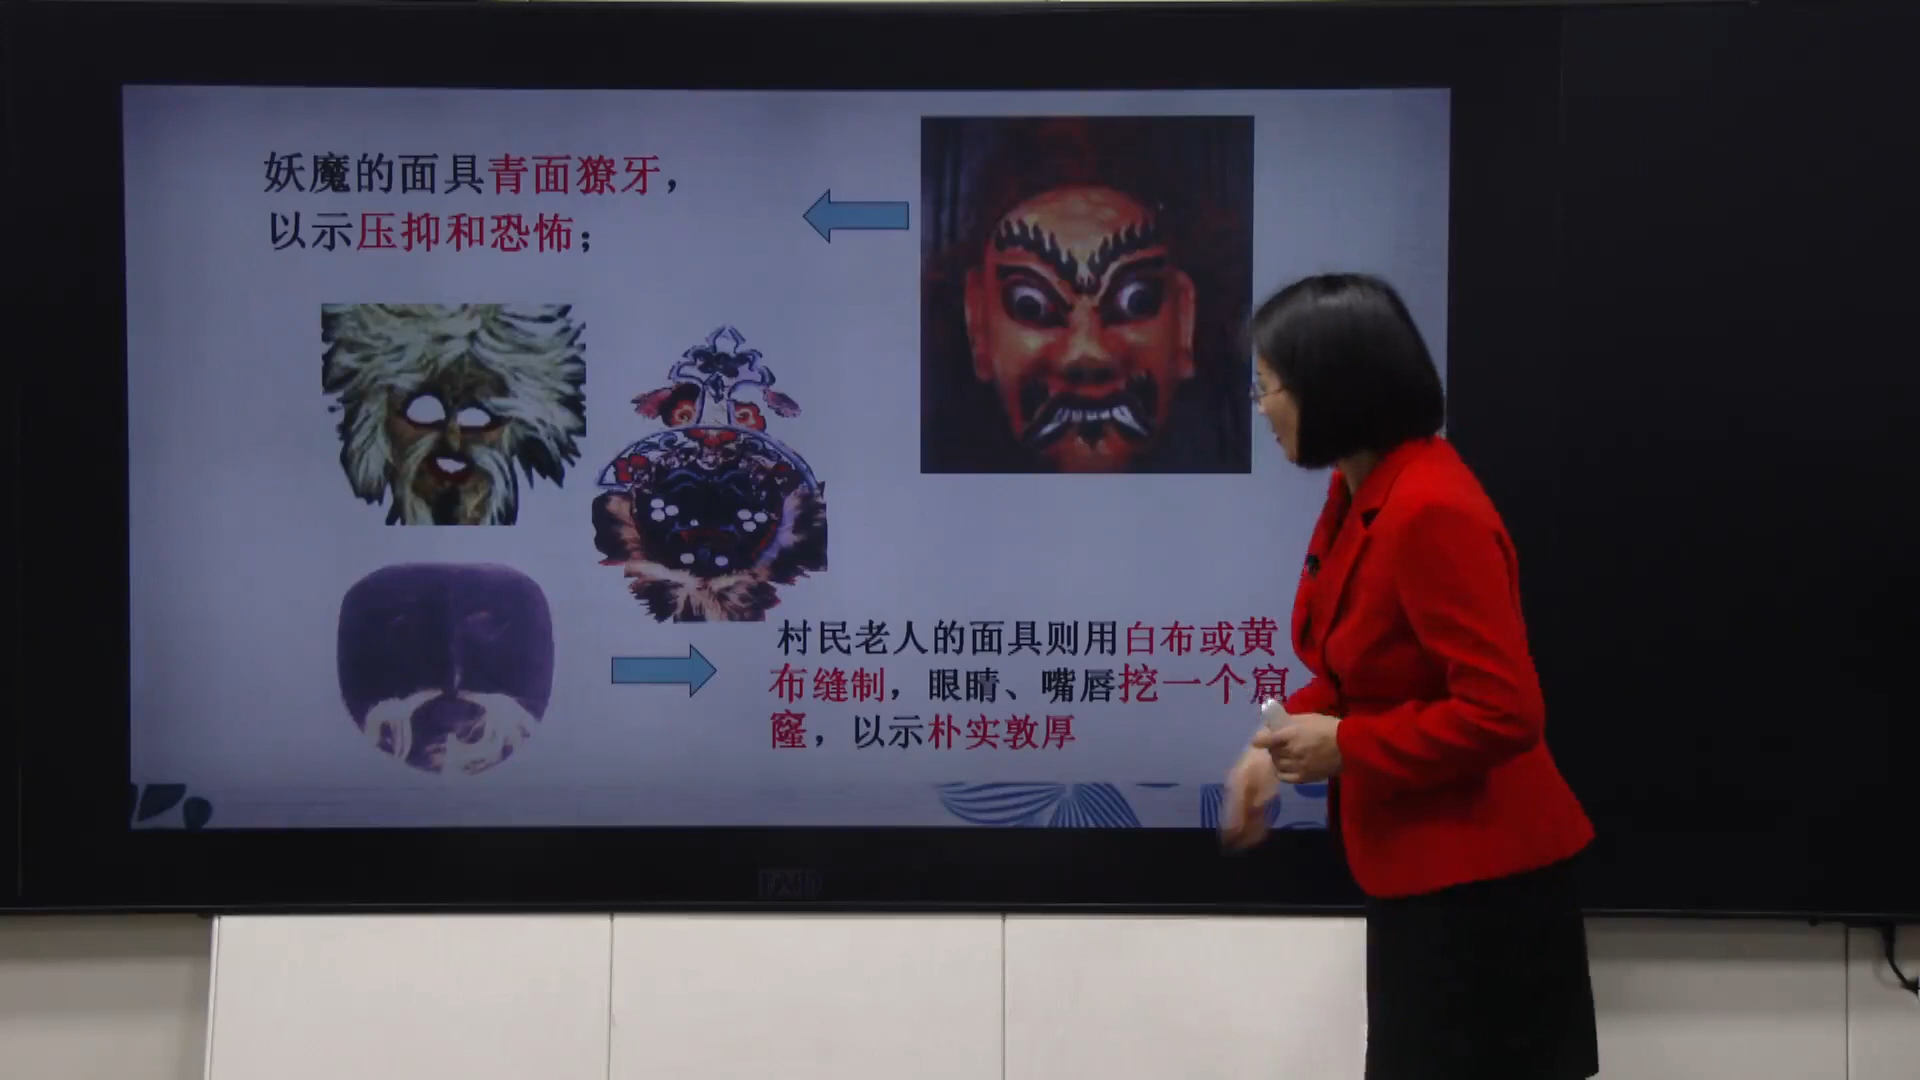 妖魔的面具青面獠牙，
以示压抑和恐怖；
村民老人的面具则用白布或黄
布缝制，眼睛、嘴唇挖一个窟
窿，以示朴实敦厚